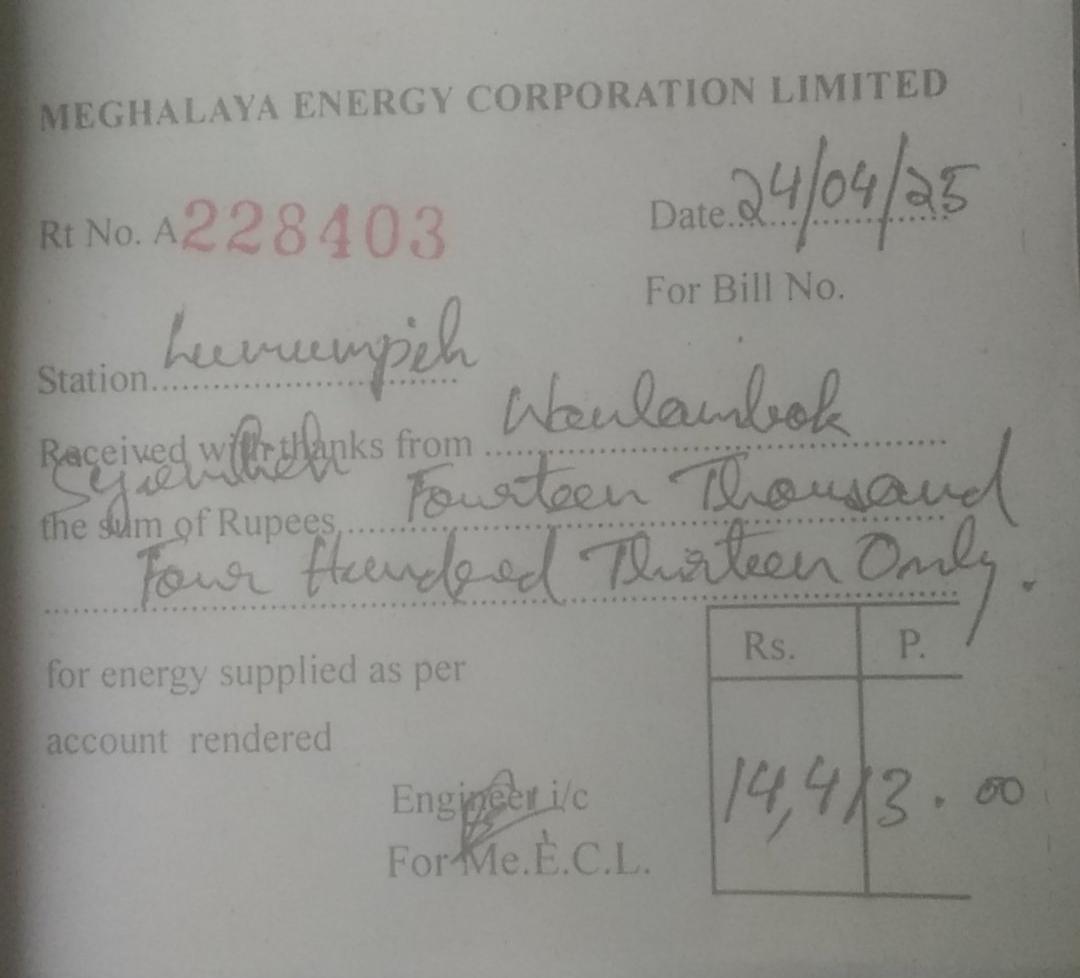 MEGHALAYA ENERGY CORPORATION LIMITED
Rt No. A228403
Date 24/04/25
For Bill No.
Station
Received with thanks from Wanlambok
the sum of Rupees Fourteen Thousand
Four Hundred Thirteen Only.
for energy supplied as per
account rendered
Rs. P.
14,413.00
Engineer i/c
For Me.E.C.L.